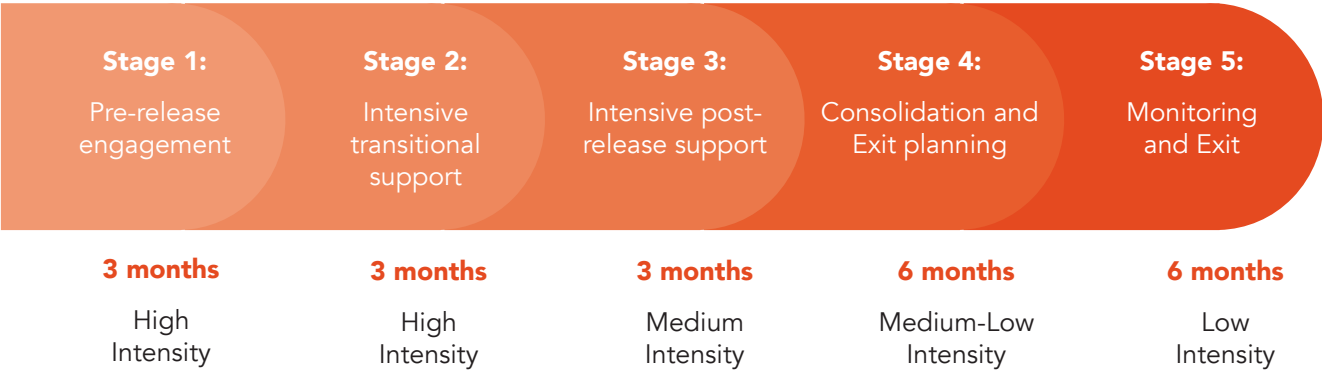 Stage 1:
Pre-release
engagement
Stage 2:
Intensive
transitional
support
Stage 3:
Intensive post-
release support
Stage 4:
Consolidation and
Exit planning
Stage 5:
Monitoring
and Exit
3 months
High
Intensity
3 months
High
Intensity
3 months
Medium
Intensity
6 months
Medium-Low
Intensity
6 months
Low
Intensity